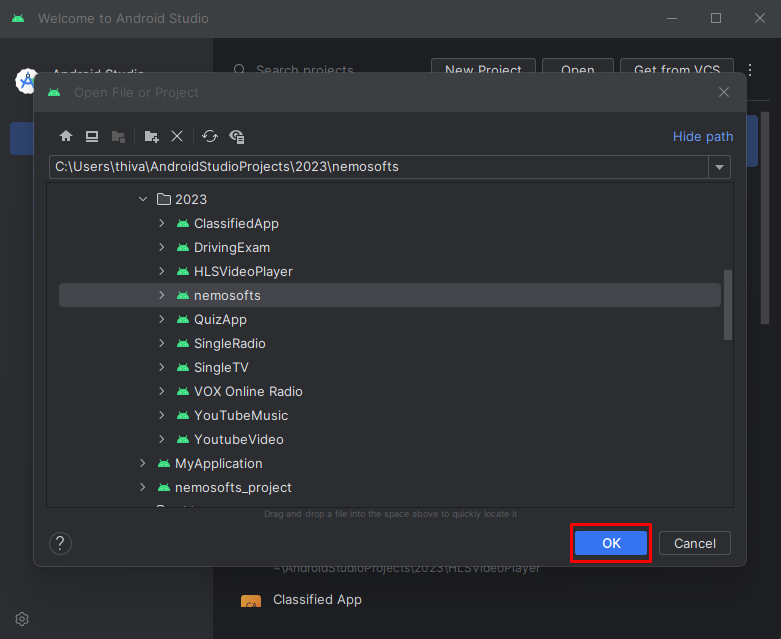 Welcome to Android Studio
Android Studio
Search projects
New Project
Open
Get from VCS
Open File or Project
Hide path
C:\Users\thiva\AndroidStudioProjects\2023\nemosofts
2023
ClassifiedApp
DrivingExam
HLSVideoPlayer
nemosofts
QuizApp
SingleRadio
SingleTV
VOX Online Radio
YouTubeMusic
YoutubeVideo
MyApplication
nemosofts_project
Drag and drop a file into the space above to quickly locate it
?
OK
Cancel
~\AndroidStudioProjects\2023\HLSVideoPlayer
CA
Classified App